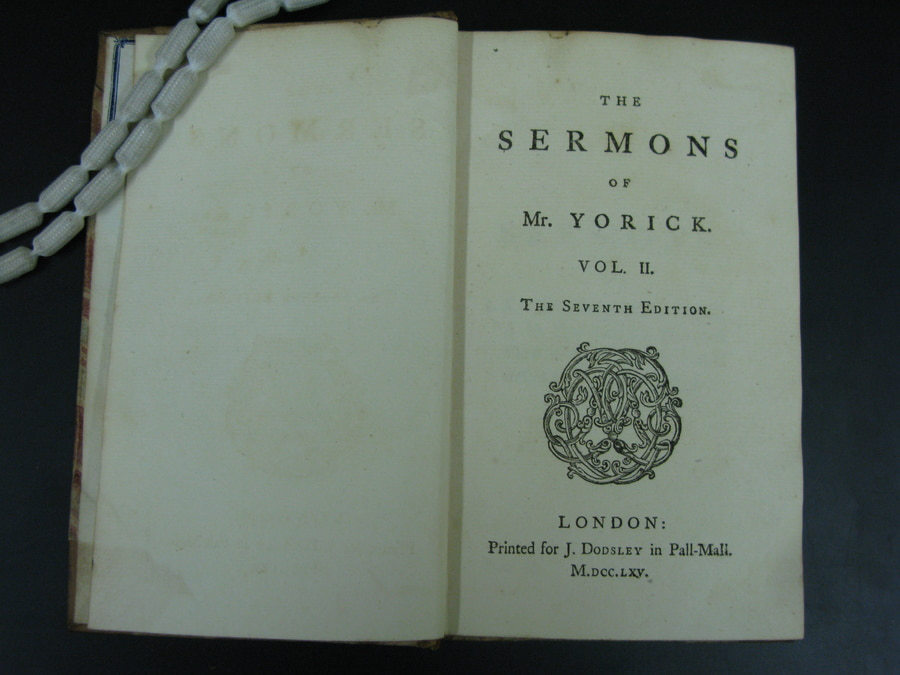 THE
SERMONS
OF
Mr. YORICK.
VOL. II.
THE SEVENTH EDITION.
LONDON:
Printed for J. DODSLEY in Pall-Mall.
M.DCC.LXV.